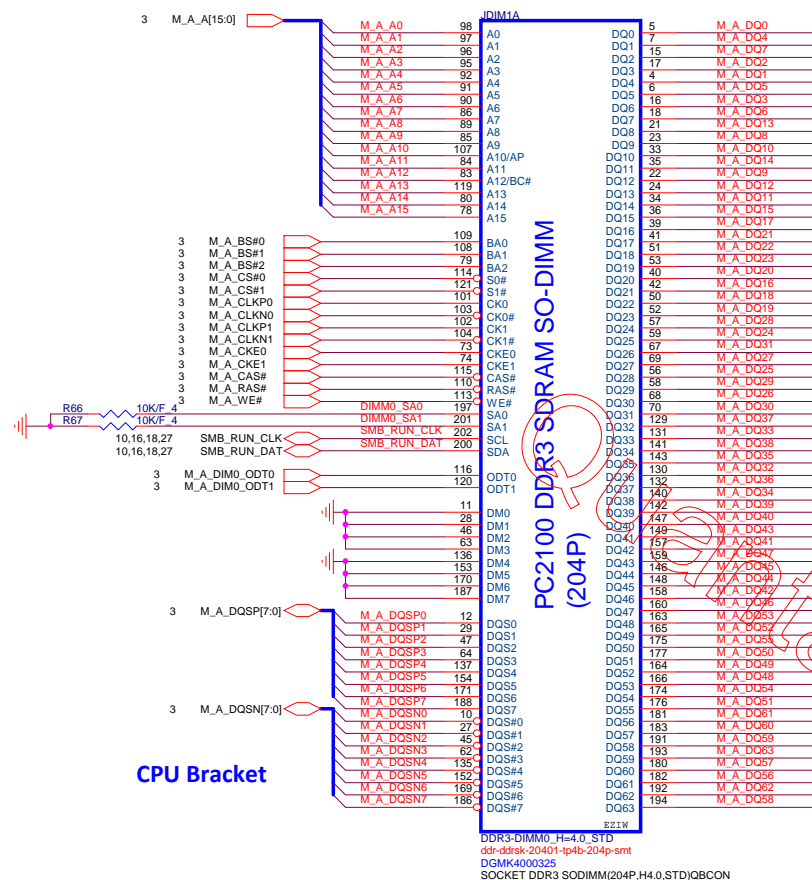 JDIM1A
3 M_A_A[15:0]
M_A_A0 98 A0 DQ0 5 M_A_DQ0
M_A_A1 97 A1 DQ1 7 M_A_DQ4
M_A_A2 96 A2 DQ2 15 M_A_DQ7
M_A_A3 95 A3 DQ3 17 M_A_DQ2
M_A_A4 92 A4 DQ4 4 M_A_DQ1
M_A_A5 91 A5 DQ5 6 M_A_DQ5
M_A_A6 90 A6 DQ6 16 M_A_DQ3
M_A_A7 86 A7 DQ7 18 M_A_DQ6
M_A_A8 89 A8 DQ8 21 M_A_DQ13
M_A_A9 85 A9 DQ9 23 M_A_DQ8
M_A_A10 107 A10/AP DQ10 33 M_A_DQ10
M_A_A11 84 A11 DQ11 35 M_A_DQ14
M_A_A12 83 A12/BC# DQ12 22 M_A_DQ9
M_A_A13 119 A13 DQ13 24 M_A_DQ12
M_A_A14 80 A14 DQ14 34 M_A_DQ11
M_A_A15 78 A15 DQ15 36 M_A_DQ15
DQ16 39 M_A_DQ17
3 M_A_BS#0 109 BA0 DQ17 41 M_A_DQ21
3 M_A_BS#1 108 BA1 DQ18 51 M_A_DQ22
3 M_A_BS#2 79 BA2 DQ19 53 M_A_DQ23
3 M_A_CS#0 114 S0# DQ20 40 M_A_DQ20
3 M_A_CS#1 121 S1# DQ21 42 M_A_DQ16
3 M_A_CLKP0 101 CK0 DQ22 50 M_A_DQ18
3 M_A_CLKN0 103 CK0# DQ23 52 M_A_DQ19
3 M_A_CLKP1 102 CK1 DQ24 57 M_A_DQ28
3 M_A_CLKN1 104 CK1# DQ25 59 M_A_DQ24
3 M_A_CKE0 73 CKE0 DQ26 67 M_A_DQ31
3 M_A_CKE1 74 CKE1 DQ27 69 M_A_DQ27
3 M_A_CAS# 115 CAS# DQ28 56 M_A_DQ25
3 M_A_RAS# 110 RAS# DQ29 58 M_A_DQ29
3 M_A_WE# 113 WE# DQ30 68 M_A_DQ26
R66 10K/F_4 DIMM0_SA0 197 SA0 DQ31 70 M_A_DQ30
R67 10K/F_4 DIMM0_SA1 201 SA1 DQ32 129 M_A_DQ37
10,16,18,27 SMB_RUN_CLK SMB_RUN_CLK 202 SCL DQ33 131 M_A_DQ33
10,16,18,27 SMB_RUN_DAT SMB_RUN_DAT 200 SDA DQ34 141 M_A_DQ38
DQ35 143 M_A_DQ35
3 M_A_DIM0_ODT0 116 ODT0 DQ36 130 M_A_DQ32
3 M_A_DIM0_ODT1 120 ODT1 DQ37 132 M_A_DQ36
DQ38 140 M_A_DQ34
11 DM0 DQ39 142 M_A_DQ39
28 DM1 DQ40 147 M_A_DQ40
46 DM2 DQ41 149 M_A_DQ43
63 DM3 DQ42 157 M_A_DQ41
136 DM4 DQ43 159 M_A_DQ47
153 DM5 DQ44 146 M_A_DQ45
170 DM6 DQ45 148 M_A_DQ44
187 DM7 DQ46 158 M_A_DQ42
DQ47 160 M_A_DQ46
3 M_A_DQSP[7:0]
M_A_DQSP0 12 DQS0 DQ48 163 M_A_DQ53
M_A_DQSP1 29 DQS1 DQ49 165 M_A_DQ52
M_A_DQSP2 47 DQS2 DQ50 175 M_A_DQ55
M_A_DQSP3 64 DQS3 DQ51 177 M_A_DQ50
M_A_DQSP4 137 DQS4 DQ52 164 M_A_DQ49
M_A_DQSP5 154 DQS5 DQ53 166 M_A_DQ48
M_A_DQSP6 171 DQS6 DQ54 174 M_A_DQ54
M_A_DQSP7 188 DQS7 DQ55 176 M_A_DQ51
3 M_A_DQSN[7:0]
M_A_DQSN0 10 DQS#0 DQ56 181 M_A_DQ61
M_A_DQSN1 27 DQS#1 DQ57 183 M_A_DQ60
M_A_DQSN2 45 DQS#2 DQ58 191 M_A_DQ59
M_A_DQSN3 62 DQS#3 DQ59 193 M_A_DQ63
M_A_DQSN4 135 DQS#4 DQ60 180 M_A_DQ57
M_A_DQSN5 152 DQS#5 DQ61 182 M_A_DQ56
M_A_DQSN6 169 DQS#6 DQ62 192 M_A_DQ62
M_A_DQSN7 186 DQS#7 DQ63 194 M_A_DQ58
PC2100 DDR3 SDRAM SO-DIMM
(204P)
CPU Bracket
EZIW
DDR3-DIMM0_H=4.0_STD
ddr-ddrsk-20401-tp4b-204p-smt
DGMK4000325
SOCKET DDR3 SODIMM(204P,H4.0,STD)QBCON